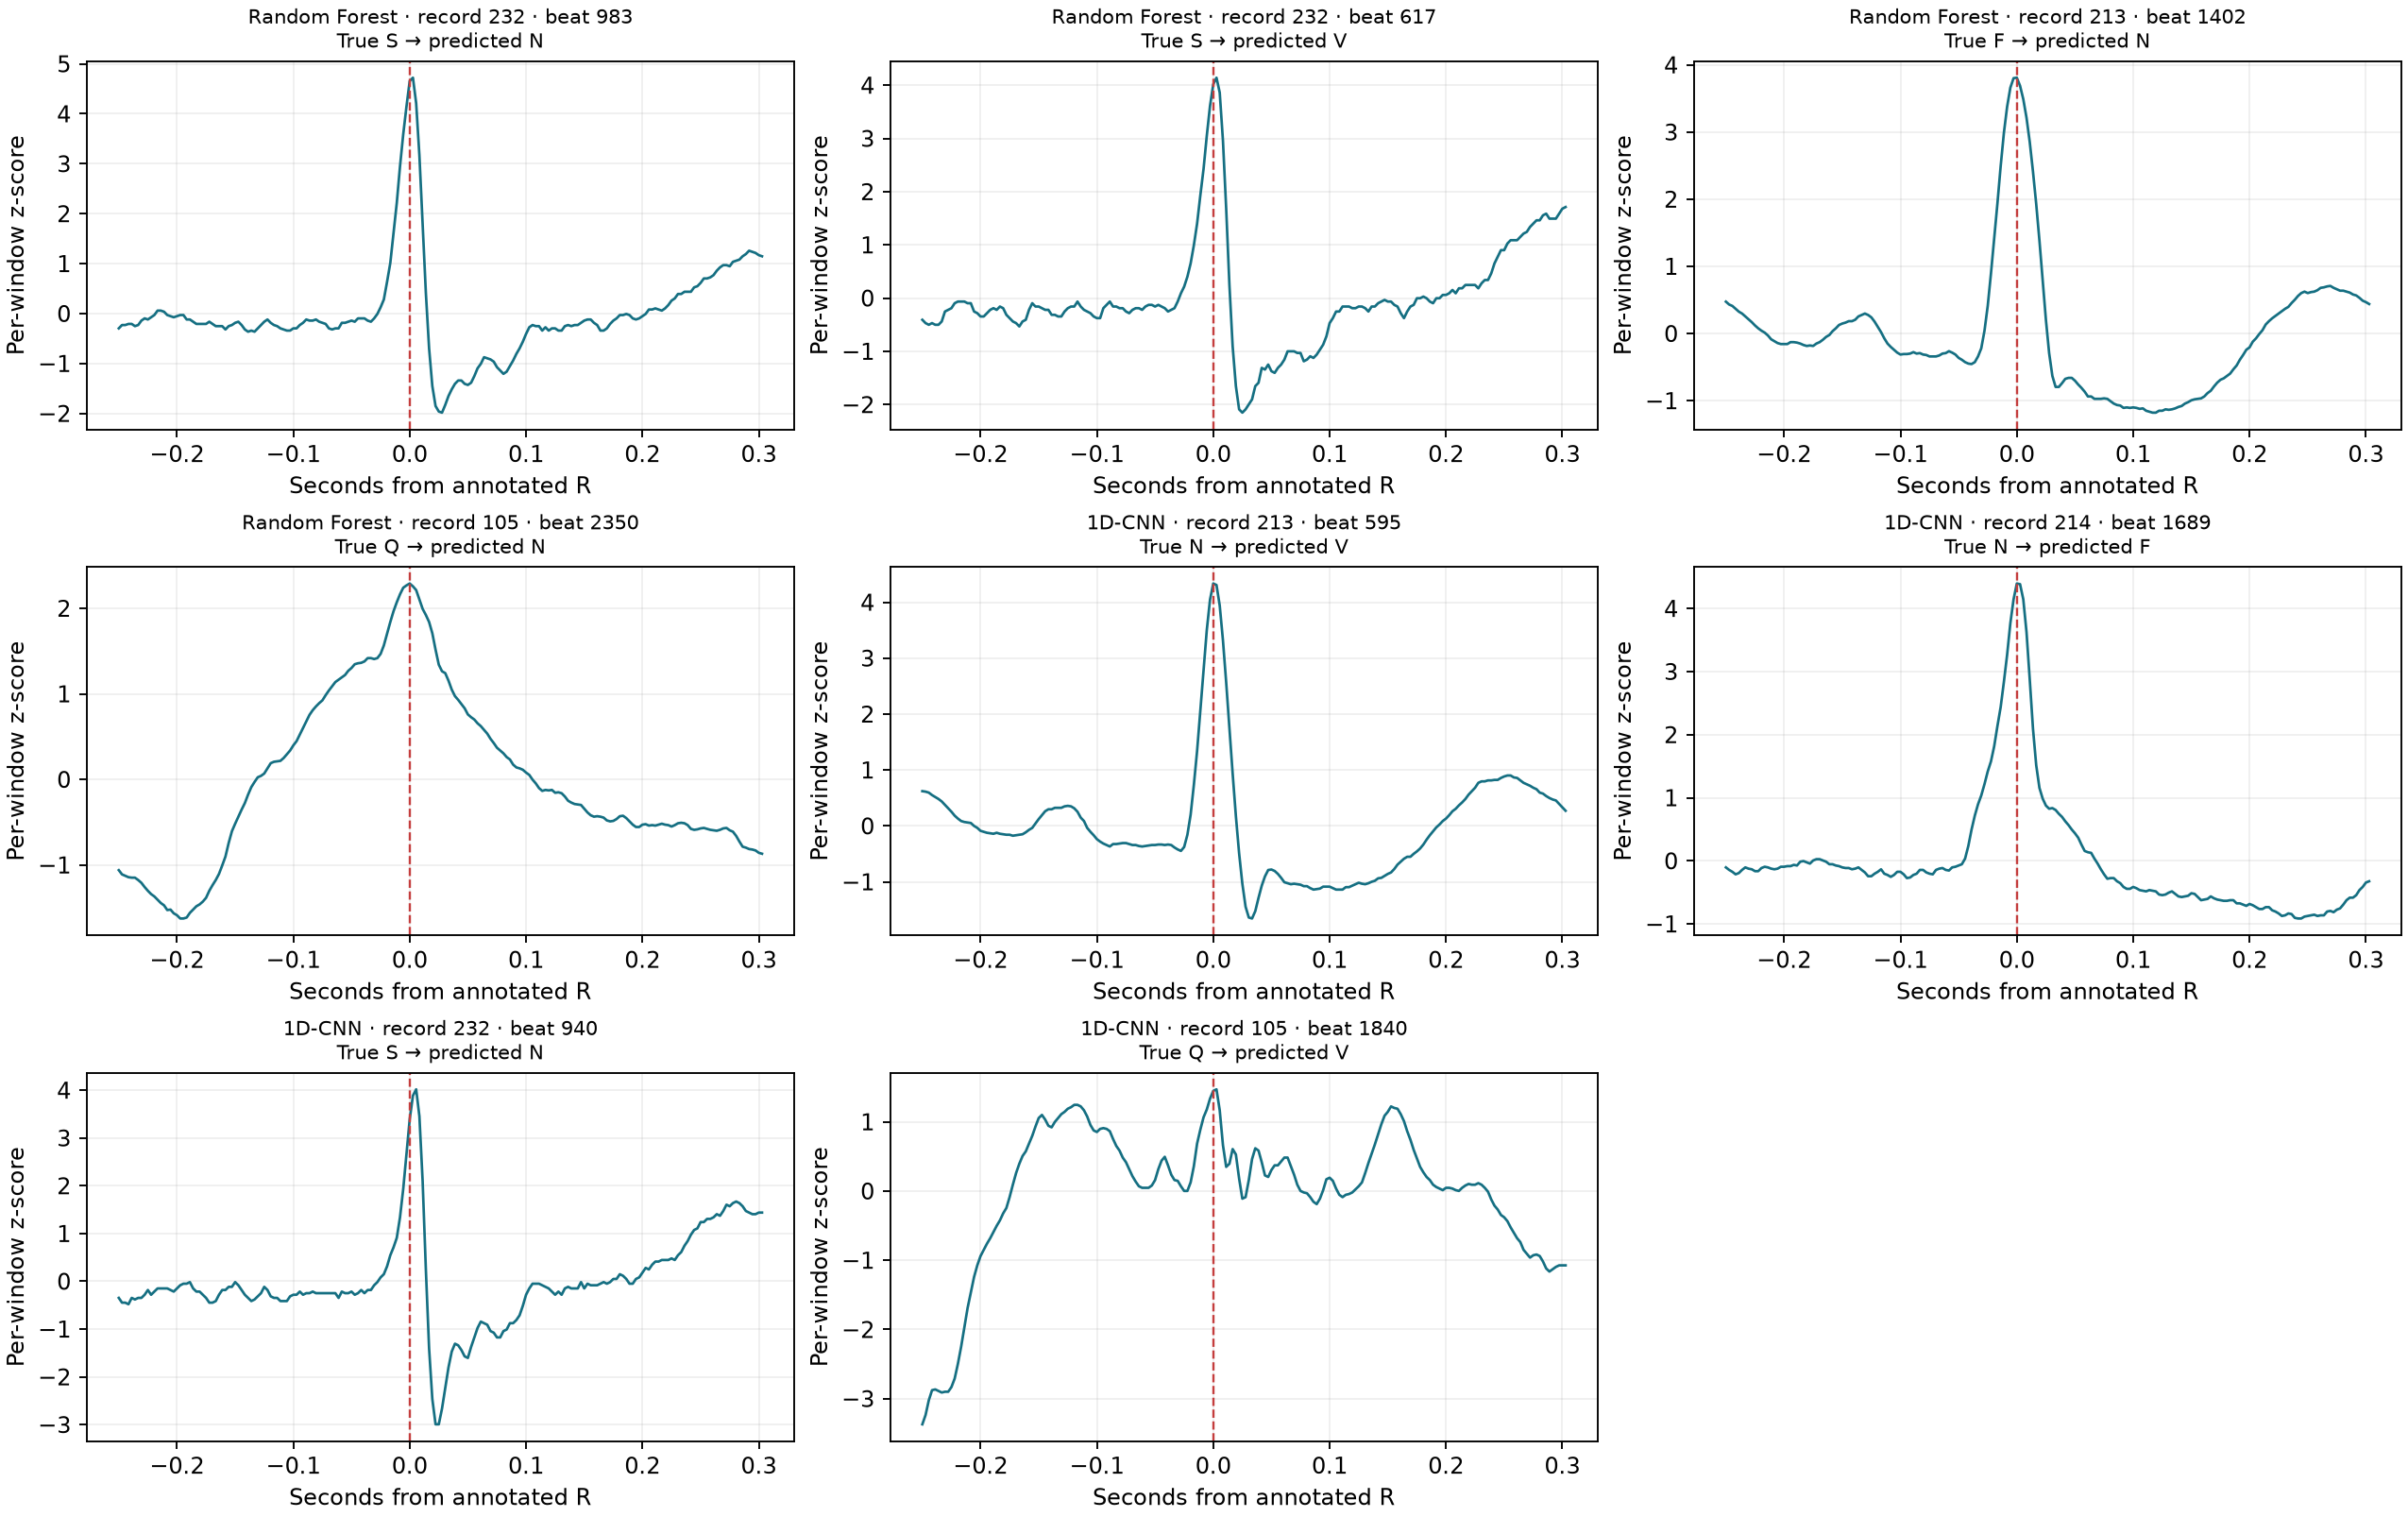 Random Forest · record 232 · beat 983
True S → predicted N
5
4
3
2
1
0
−1
−2
Per-window z-score
−0.2 −0.1 0.0 0.1 0.2 0.3
Seconds from annotated R
Random Forest · record 232 · beat 617
True S → predicted V
4
3
2
1
0
−1
−2
Per-window z-score
−0.2 −0.1 0.0 0.1 0.2 0.3
Seconds from annotated R
Random Forest · record 213 · beat 1402
True F → predicted N
4
3
2
1
0
−1
Per-window z-score
−0.2 −0.1 0.0 0.1 0.2 0.3
Seconds from annotated R
Random Forest · record 105 · beat 2350
True Q → predicted N
2
1
0
−1
Per-window z-score
−0.2 −0.1 0.0 0.1 0.2 0.3
Seconds from annotated R
1D-CNN · record 213 · beat 595
True N → predicted V
4
3
2
1
0
−1
Per-window z-score
−0.2 −0.1 0.0 0.1 0.2 0.3
Seconds from annotated R
1D-CNN · record 214 · beat 1689
True N → predicted F
4
3
2
1
0
−1
Per-window z-score
−0.2 −0.1 0.0 0.1 0.2 0.3
Seconds from annotated R
1D-CNN · record 232 · beat 940
True S → predicted N
4
3
2
1
0
−1
−2
−3
Per-window z-score
−0.2 −0.1 0.0 0.1 0.2 0.3
Seconds from annotated R
1D-CNN · record 105 · beat 1840
True Q → predicted V
1
0
−1
−2
−3
Per-window z-score
−0.2 −0.1 0.0 0.1 0.2 0.3
Seconds from annotated R